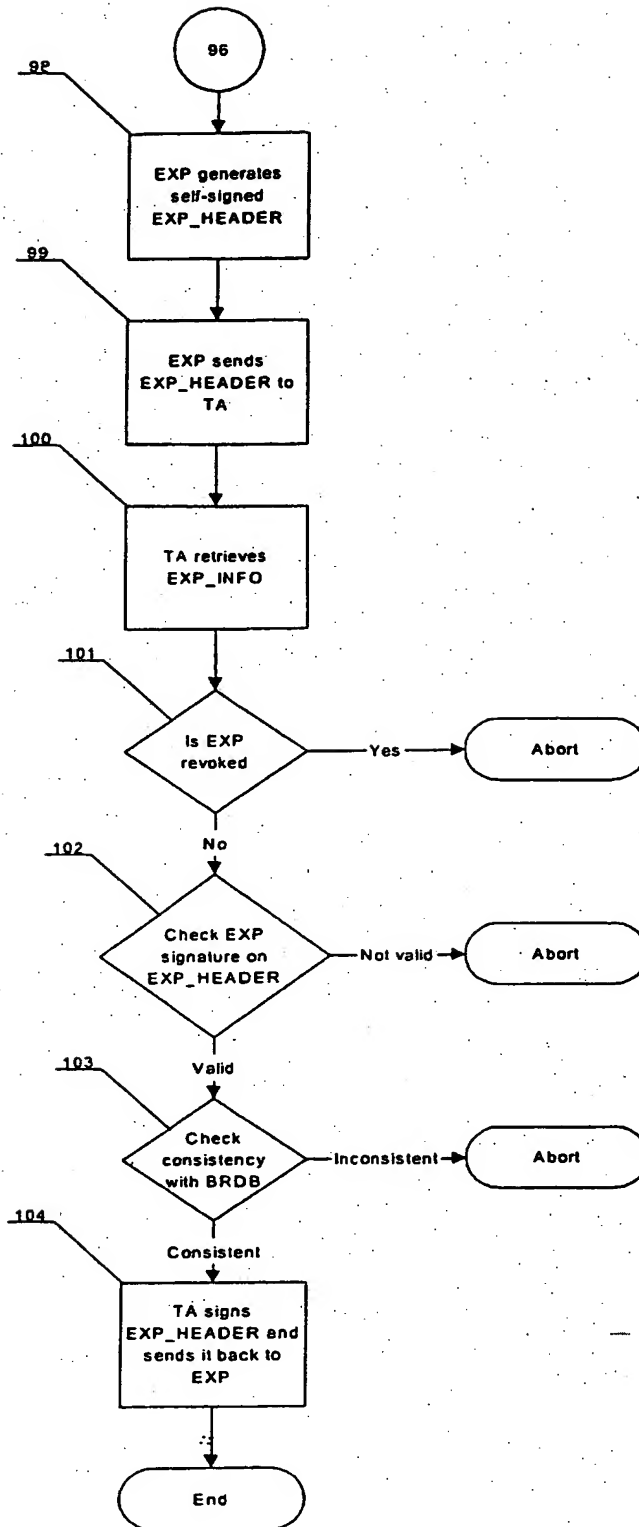 96
98
EXP generates
self-signed
EXP_HEADER
99
EXP sends
EXP_HEADER to
TA
100
TA retrieves
EXP_INFO
101
Is EXP
revoked
Yes
Abort
No
102
Check EXP
signature on
EXP_HEADER
Not valid
Abort
Valid
103
Check
consistency
with BRDB
Inconsistent
Abort
Consistent
104
TA signs
EXP_HEADER and
sends it back to
EXP
End